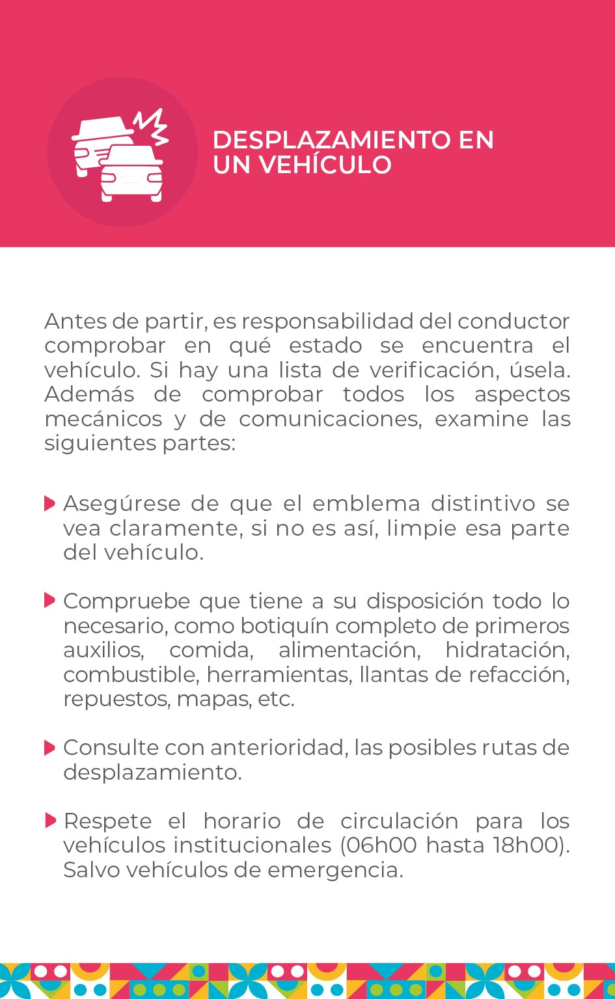 DESPLAZAMIENTO EN
UN VEHÍCULO
Antes de partir, es responsabilidad del conductor
comprobar en qué estado se encuentra el
vehículo. Si hay una lista de verificación, úsela.
Además de comprobar todos los aspectos
mecánicos y de comunicaciones, examine las
siguientes partes:
Asegúrese de que el emblema distintivo se
vea claramente, si no es así, limpie esa parte
del vehículo.
Compruebe que tiene a su disposición todo lo
necesario, como botiquín completo de primeros
auxilios, comida, alimentación, hidratación,
combustible, herramientas, llantas de refacción,
repuestos, mapas, etc.
Consulte con anterioridad, las posibles rutas de
desplazamiento.
Respete el horario de circulación para los
vehículos institucionales (06h00 hasta 18h00).
Salvo vehículos de emergencia.